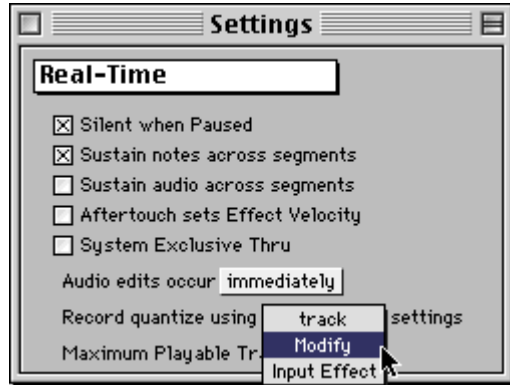 Settings
Real-Time
Silent when Paused
Sustain notes across segments
Sustain audio across segments
Aftertouch sets Effect Velocity
System Exclusive Thru
Audio edits occur immediately
Record quantize using track settings
Modify
Maximum Playable Tr
Input Effect